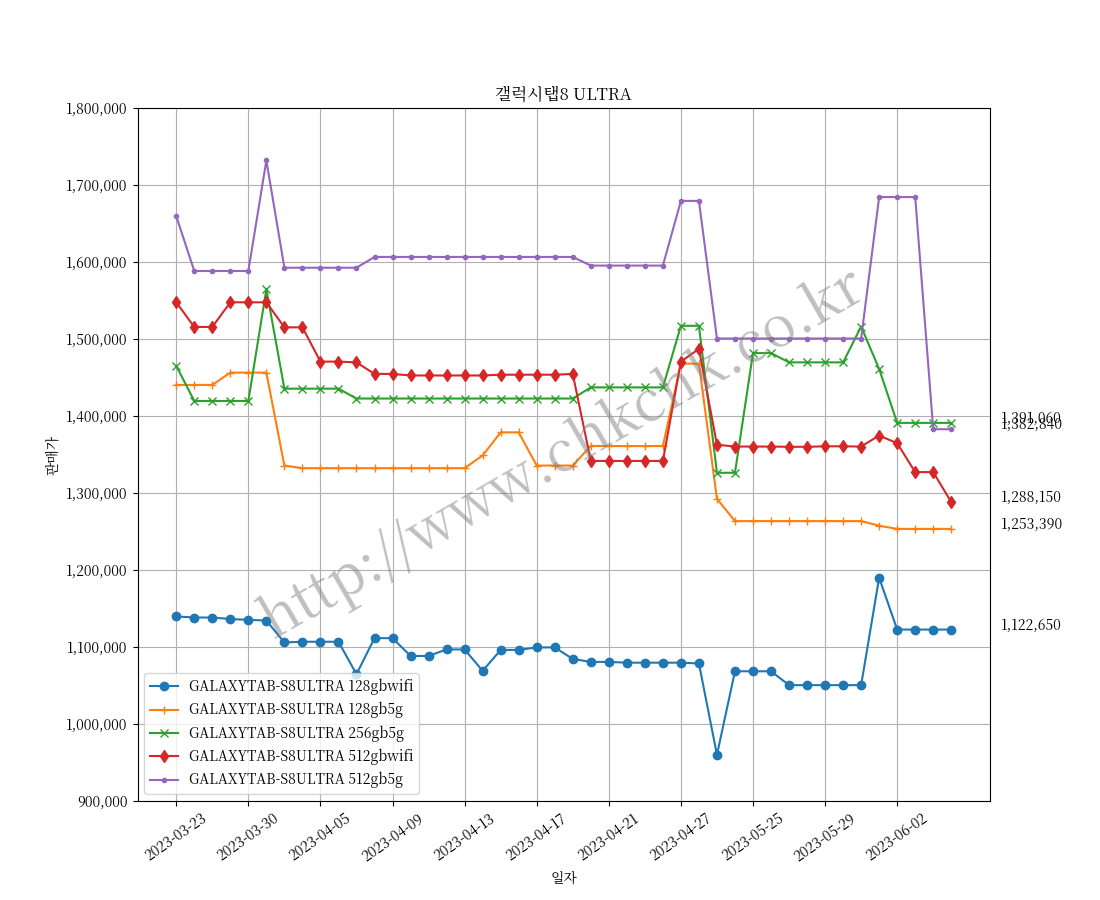 갤럭시탭8 ULTRA
1,800,000
1,700,000
1,600,000
1,500,000
1,400,000
1,300,000
1,200,000
1,100,000
1,000,000
900,000
판매가
http://www.chkchk.co.kr
1,391,060
1,382,840
1,288,150
1,253,390
1,122,650
GALAXYTAB-S8ULTRA 128gbwifi
GALAXYTAB-S8ULTRA 128gb5g
GALAXYTAB-S8ULTRA 256gb5g
GALAXYTAB-S8ULTRA 512gbwifi
GALAXYTAB-S8ULTRA 512gb5g
2023-03-23
2023-03-30
2023-04-05
2023-04-09
2023-04-13
2023-04-17
2023-04-21
2023-04-27
2023-05-25
2023-05-29
2023-06-02
일자